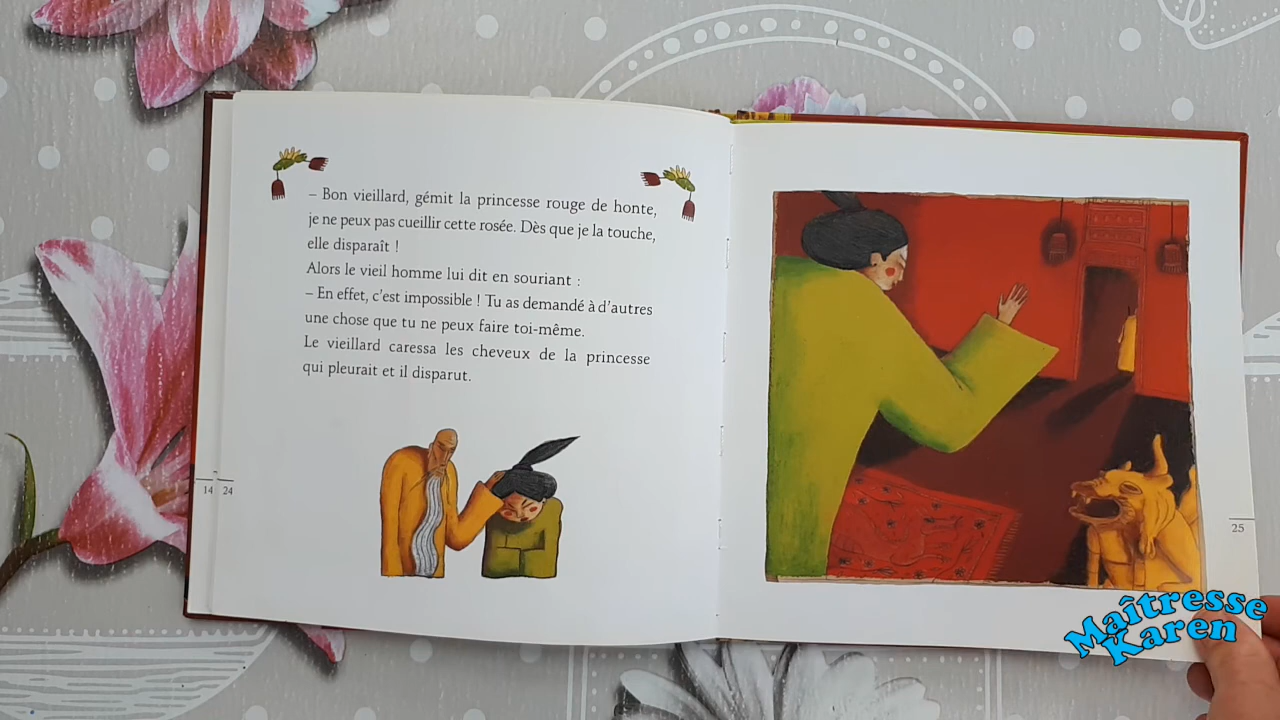 – Bon vieillard, gémit la princesse rouge de honte,
je ne peux pas cueillir cette rosée. Dès que je la touche,
elle disparaît !
Alors le vieil homme lui dit en souriant :
– En effet, c'est impossible ! Tu as demandé à d'autres
une chose que tu ne peux faire toi-même.
Le vieillard caressa les cheveux de la princesse
qui pleurait et il disparut.
14
24
25
Maîtresse
Karen